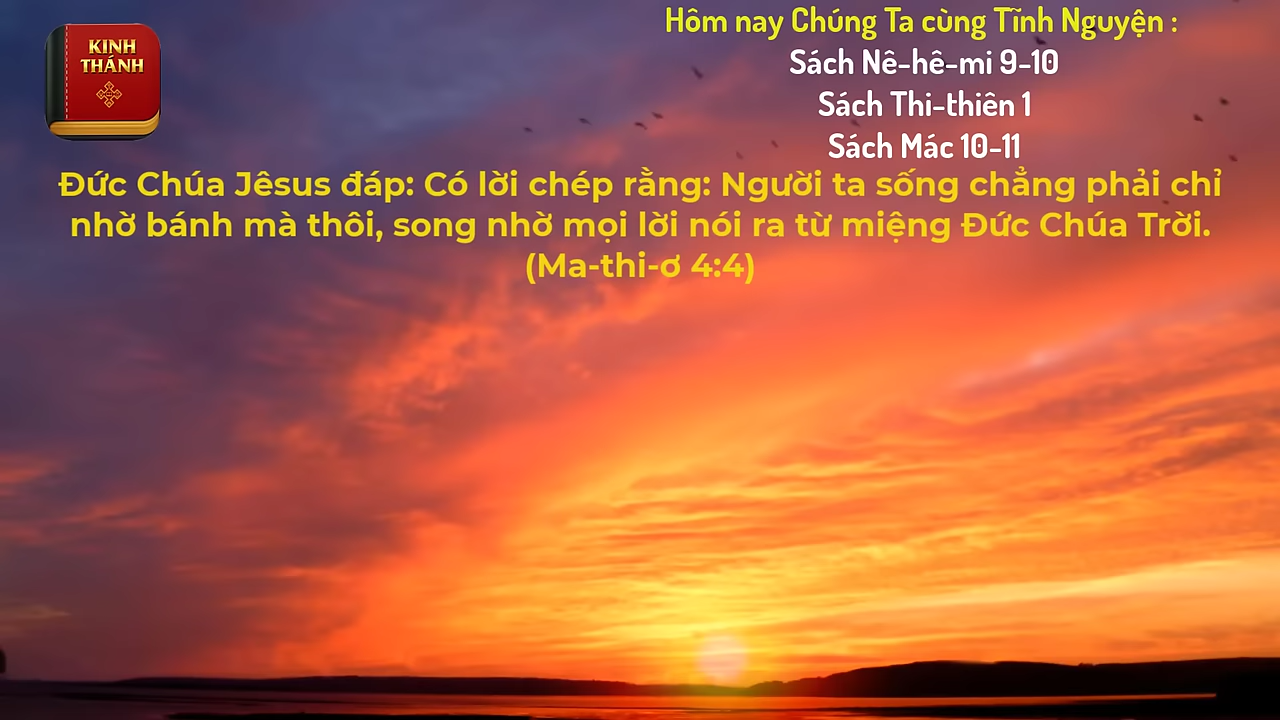 KINH
THÁNH
Hôm nay Chúng Ta cùng Tĩnh Nguyện :
Sách Nê-hê-mi 9-10
Sách Thi-thiên 1
Sách Mác 10-11
Đức Chúa Jêsus đáp: Có lời chép rằng: Người ta sống chẳng phải chỉ
nhờ bánh mà thôi, song nhờ mọi lời nói ra từ miệng Đức Chúa Trời.
(Ma-thi-ơ 4:4)